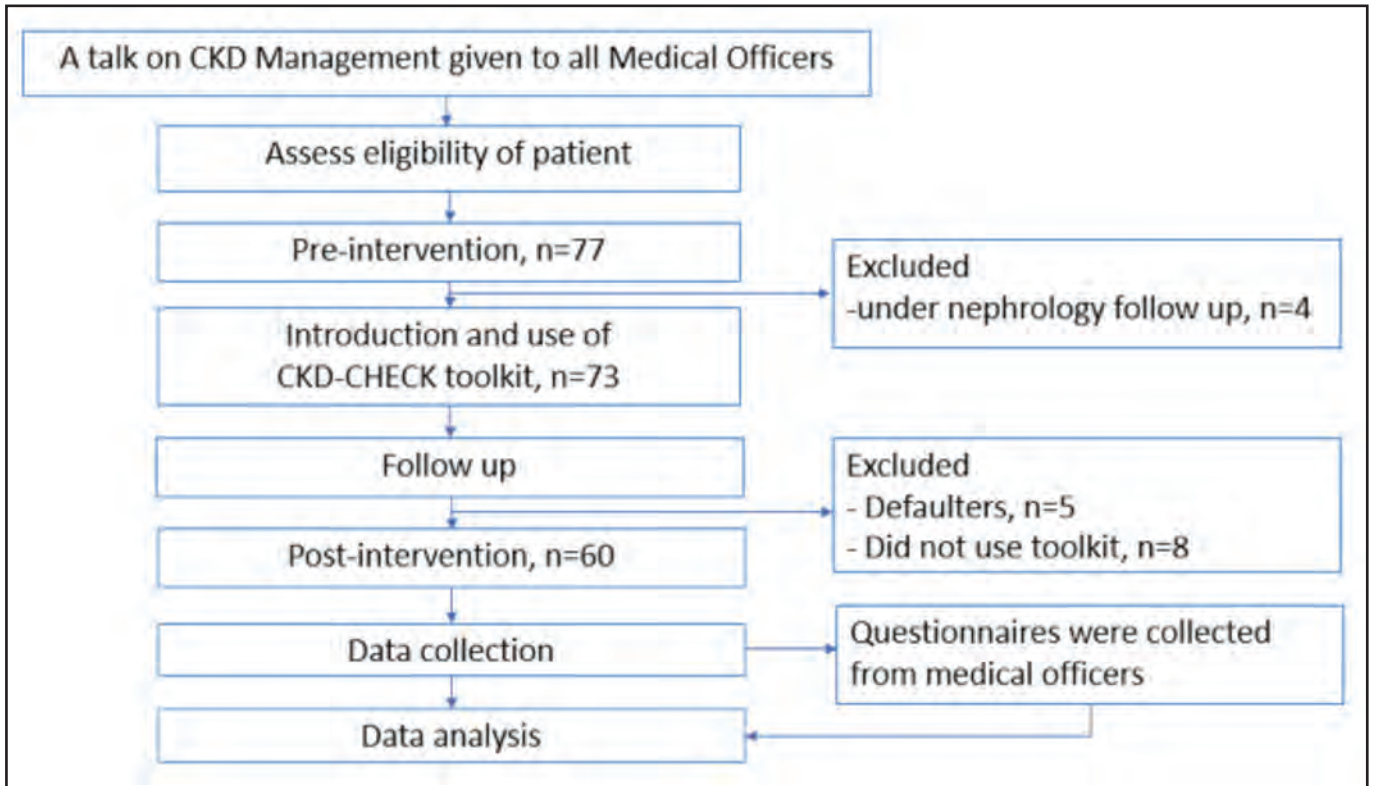 A talk on CKD Management given to all Medical Officers
Assess eligibility of patient
Pre-intervention, n=77
Excluded
-under nephrology follow up, n=4
Introduction and use of
CKD-CHECK toolkit, n=73
Follow up
Excluded
- Defaulters, n=5
- Did not use toolkit, n=8
Post-intervention, n=60
Data collection
Questionnaires were collected
from medical officers
Data analysis